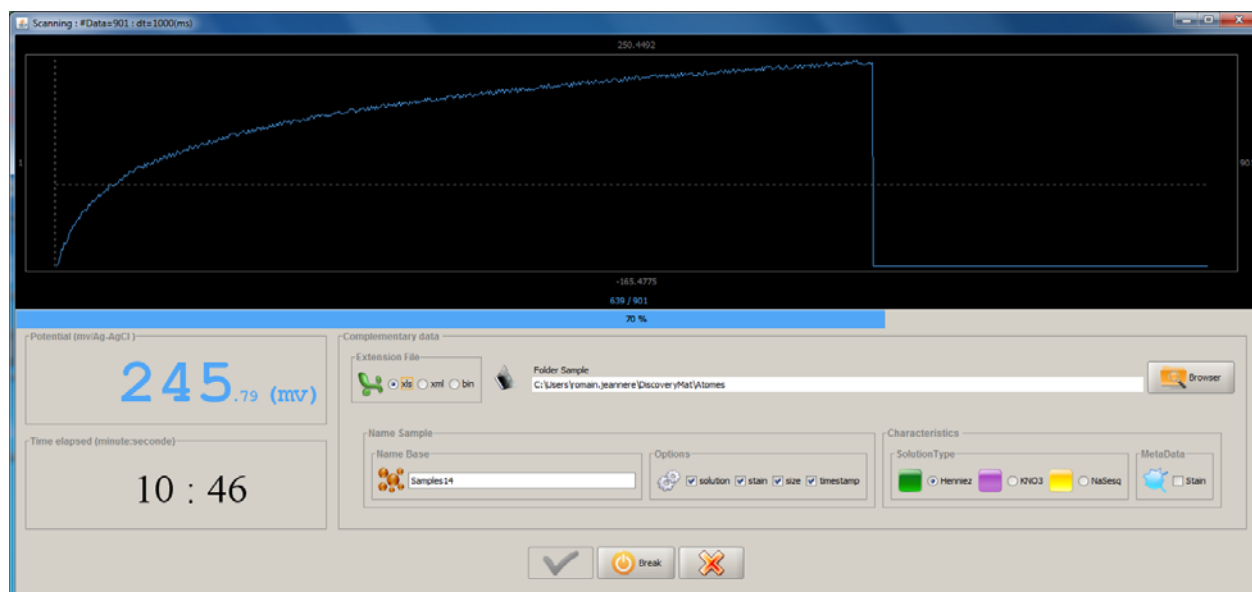 Scanning : #Data=901 : dt=1000(ms)
250.4492
1
901
-165.4775
639 / 901
70 %
Potential (mv/Ag-AgCl )
245.79 (mv)
Time elapsed (minute:seconde)
10 : 46
Complementary data
Extension File
xls xml bin
Folder Sample
C:\Users\romain.jeannere\DiscoveryMat\Atomes
Browser
Name Sample
Name Base
Samples14
Options
solution stain size timestamp
Characteristics
SolutionType
Henniez KNO3 NaSesq
MetaData
Stain
Break